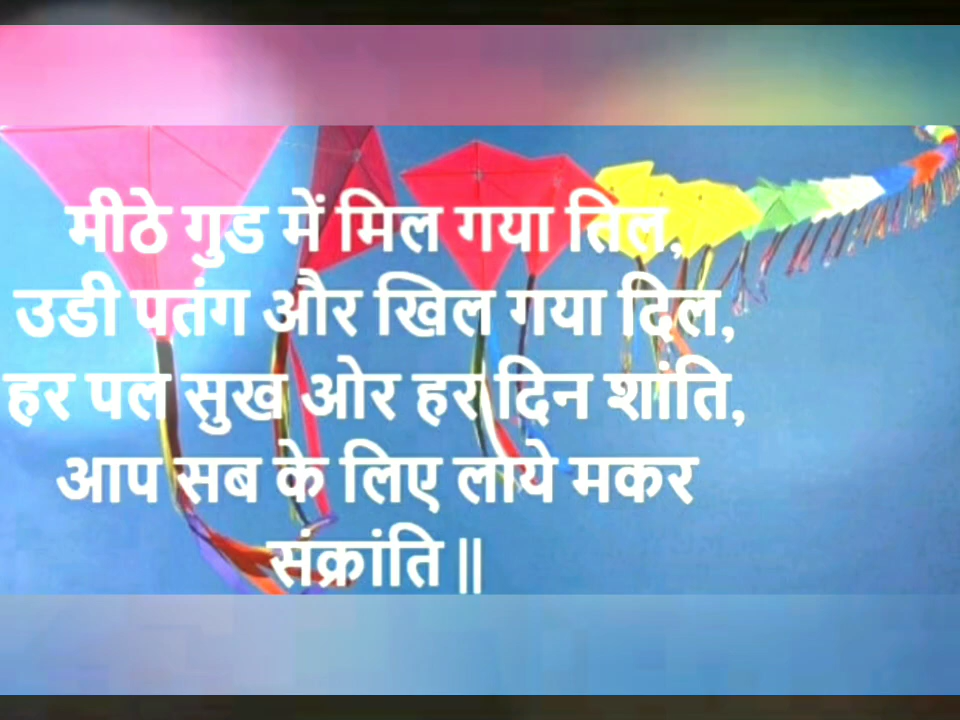 मीठे गुड में मिल गया तिल,
उडी पतंग और खिल गया दिल,
हर पल सुख ओर हर दिन शांति,
आप सब के लिए लाये मकर
संक्रांति ||